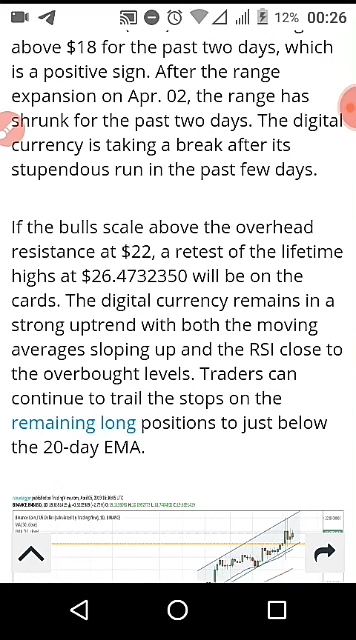 12% 00:26
above $18 for the past two days, which
is a positive sign. After the range
expansion on Apr. 02, the range has
shrunk for the past two days. The digital
currency is taking a break after its
stupendous run in the past few days.
If the bulls scale above the overhead
resistance at $22, a retest of the lifetime
highs at $26.4732350 will be on the
cards. The digital currency remains in a
strong uptrend with both the moving
averages sloping up and the RSI close to
the overbought levels. Traders can
continue to trail the stops on the
remaining long positions to just below
the 20-day EMA.